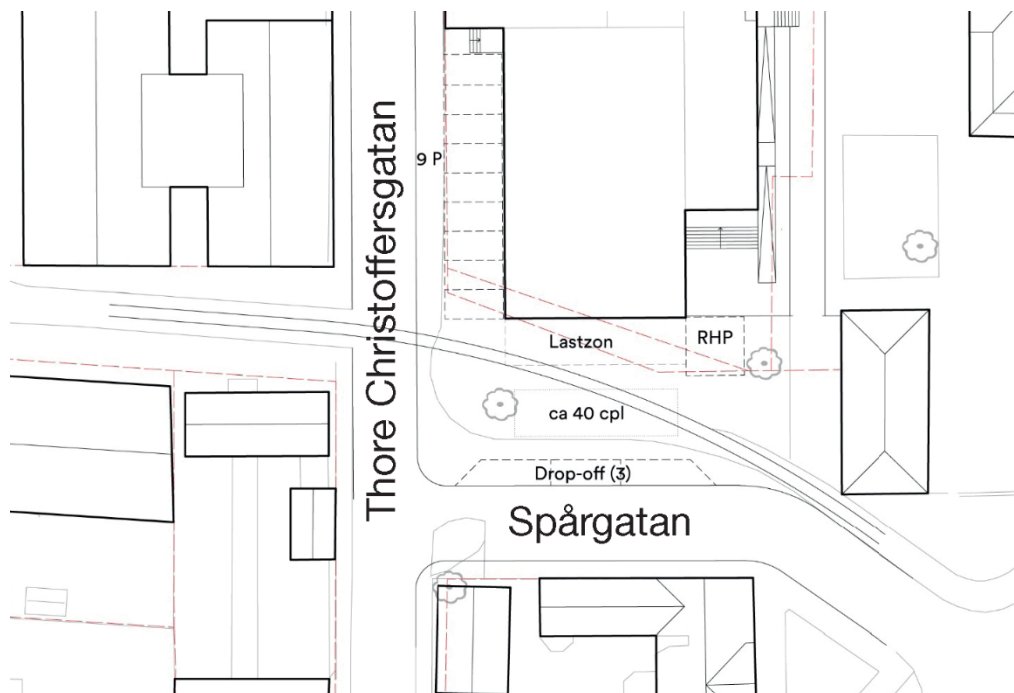 Thore Christoffersgatan
9 P
Lastzon
RHP
ca 40 cpl
Drop-off (3)
Spårgatan